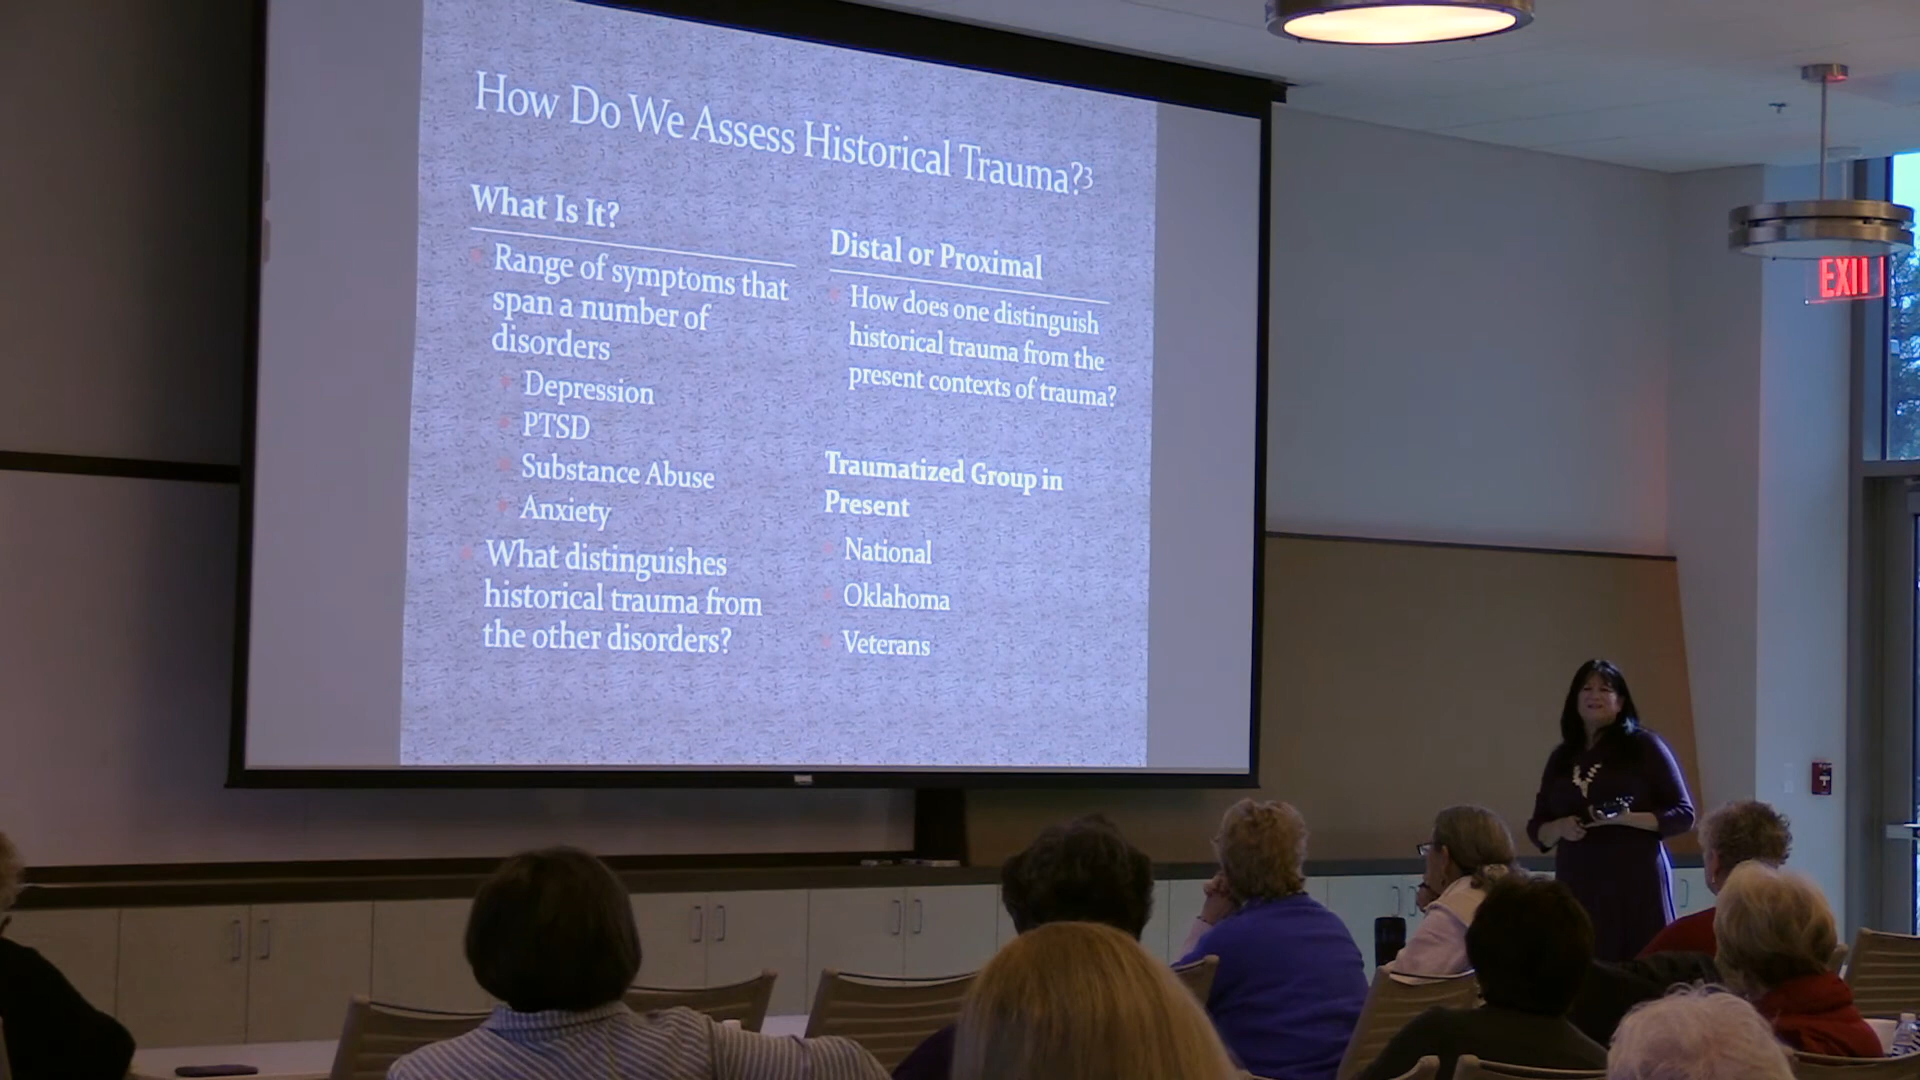 How Do We Assess Historical Trauma?3
What Is It?
Range of symptoms that
span a number of
disorders
Depression
PTSD
Substance Abuse
Anxiety
What distinguishes
historical trauma from
the other disorders?
Distal or Proximal
How does one distinguish
historical trauma from the
present contexts of trauma?
Traumatized Group in
Present
National
Oklahoma
Veterans
EXIT